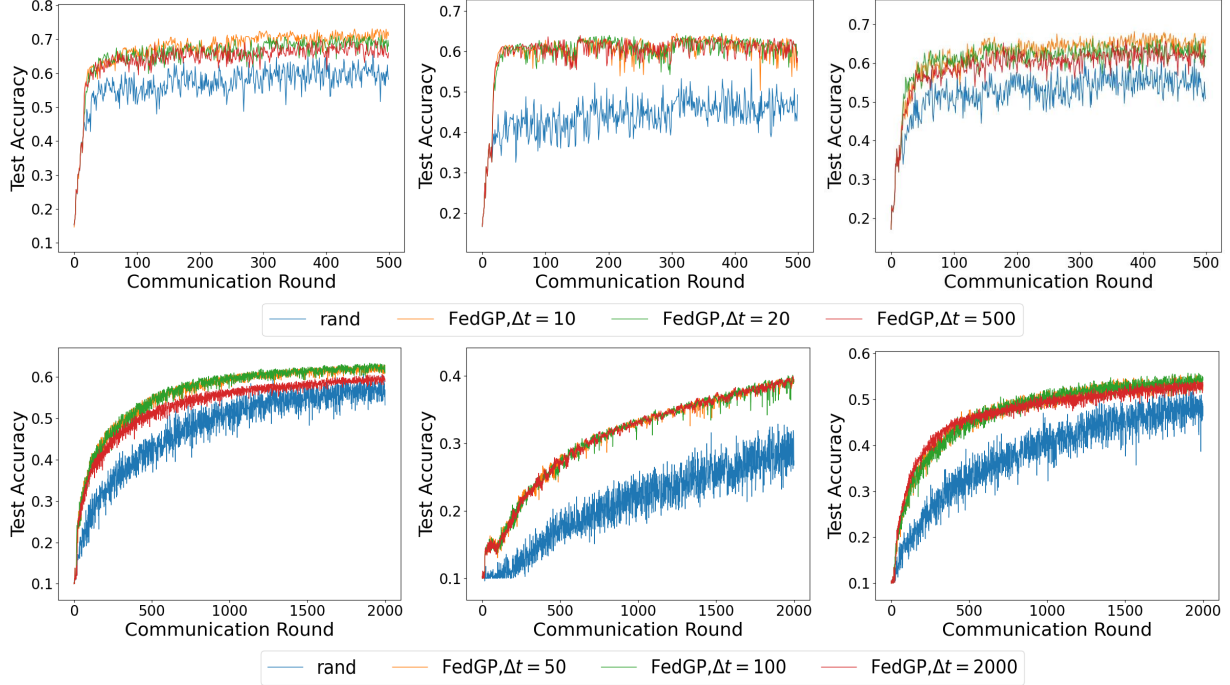 0.8
0.7
0.6
0.5
0.4
0.3
0.2
0.1
Test Accuracy
0 100 200 300 400 500
Communication Round
0.7
0.6
0.5
0.4
0.3
0.2
Test Accuracy
0 100 200 300 400 500
Communication Round
0.7
0.6
0.5
0.4
0.3
0.2
Test Accuracy
0 100 200 300 400 500
Communication Round
rand FedGP,Δt = 10 FedGP,Δt = 20 FedGP,Δt = 500
0.6
0.5
0.4
0.3
0.2
0.1
Test Accuracy
0 500 1000 1500 2000
Communication Round
0.4
0.3
0.2
0.1
Test Accuracy
0 500 1000 1500 2000
Communication Round
0.6
0.5
0.4
0.3
0.2
0.1
Test Accuracy
0 500 1000 1500 2000
Communication Round
rand FedGP,Δt = 50 FedGP,Δt = 100 FedGP,Δt = 2000